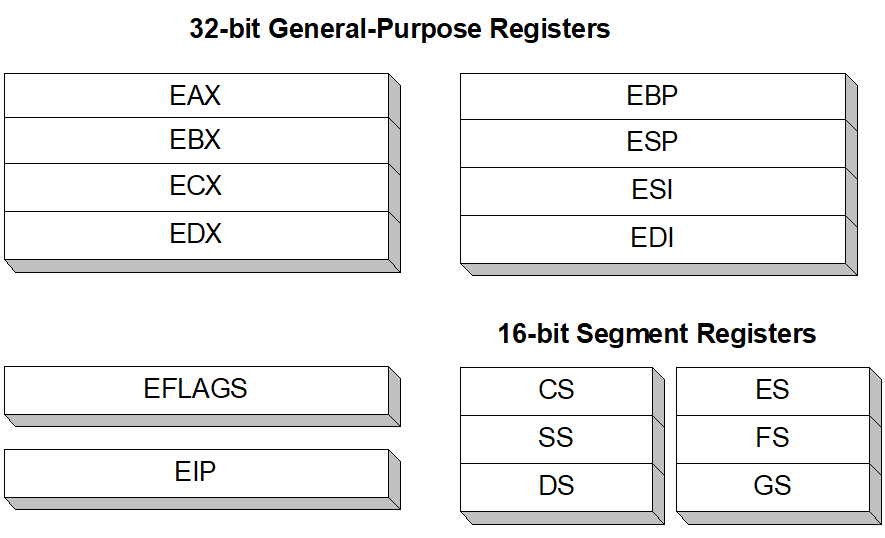 32-bit General-Purpose Registers
EAX
EBX
ECX
EDX
EBP
ESP
ESI
EDI
16-bit Segment Registers
EFLAGS
EIP
CS
SS
DS
ES
FS
GS